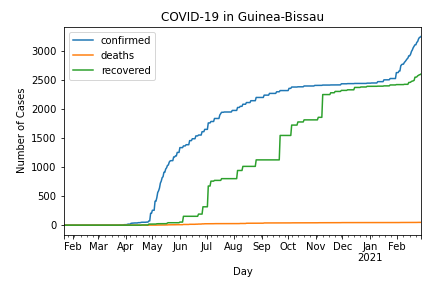 COVID-19 in Guinea-Bissau
confirmed
deaths
recovered
Number of Cases
3000
2500
2000
1500
1000
500
0
Feb Mar Apr May Jun Jul Aug Sep Oct Nov Dec Jan Feb
2021
Day